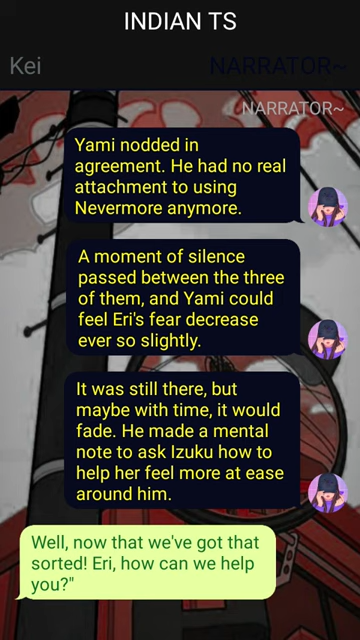 INDIAN TS
Kei
NARRATOR~
NARRATOR~
Yami nodded in
agreement. He had no real
attachment to using
Nevermore anymore.
A moment of silence
passed between the three
of them, and Yami could
feel Eri's fear decrease
ever so slightly.
It was still there, but
maybe with time, it would
fade. He made a mental
note to ask Izuku how to
help her feel more at ease
around him.
Well, now that we've got that
sorted! Eri, how can we help
you?"